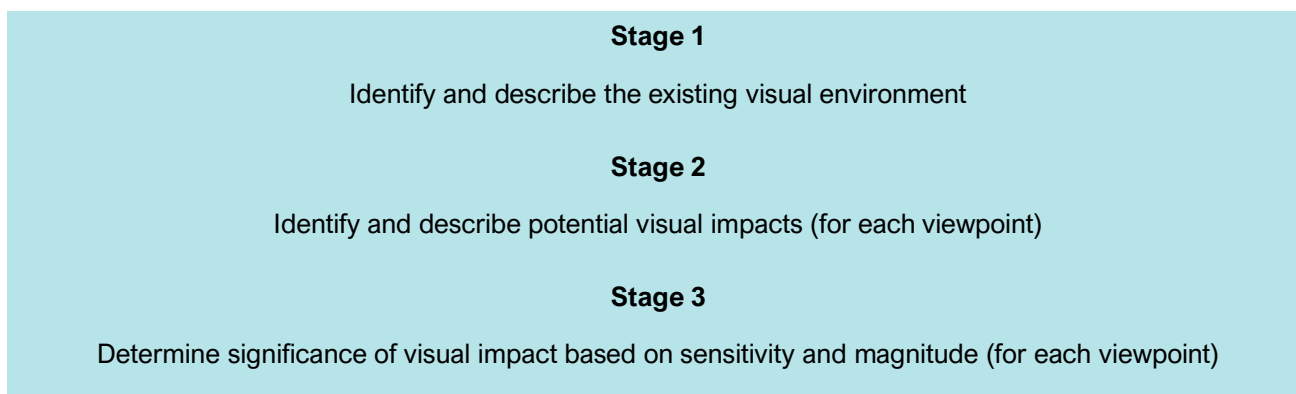 Stage 1
Identify and describe the existing visual environment
Stage 2
Identify and describe potential visual impacts (for each viewpoint)
Stage 3
Determine significance of visual impact based on sensitivity and magnitude (for each viewpoint)